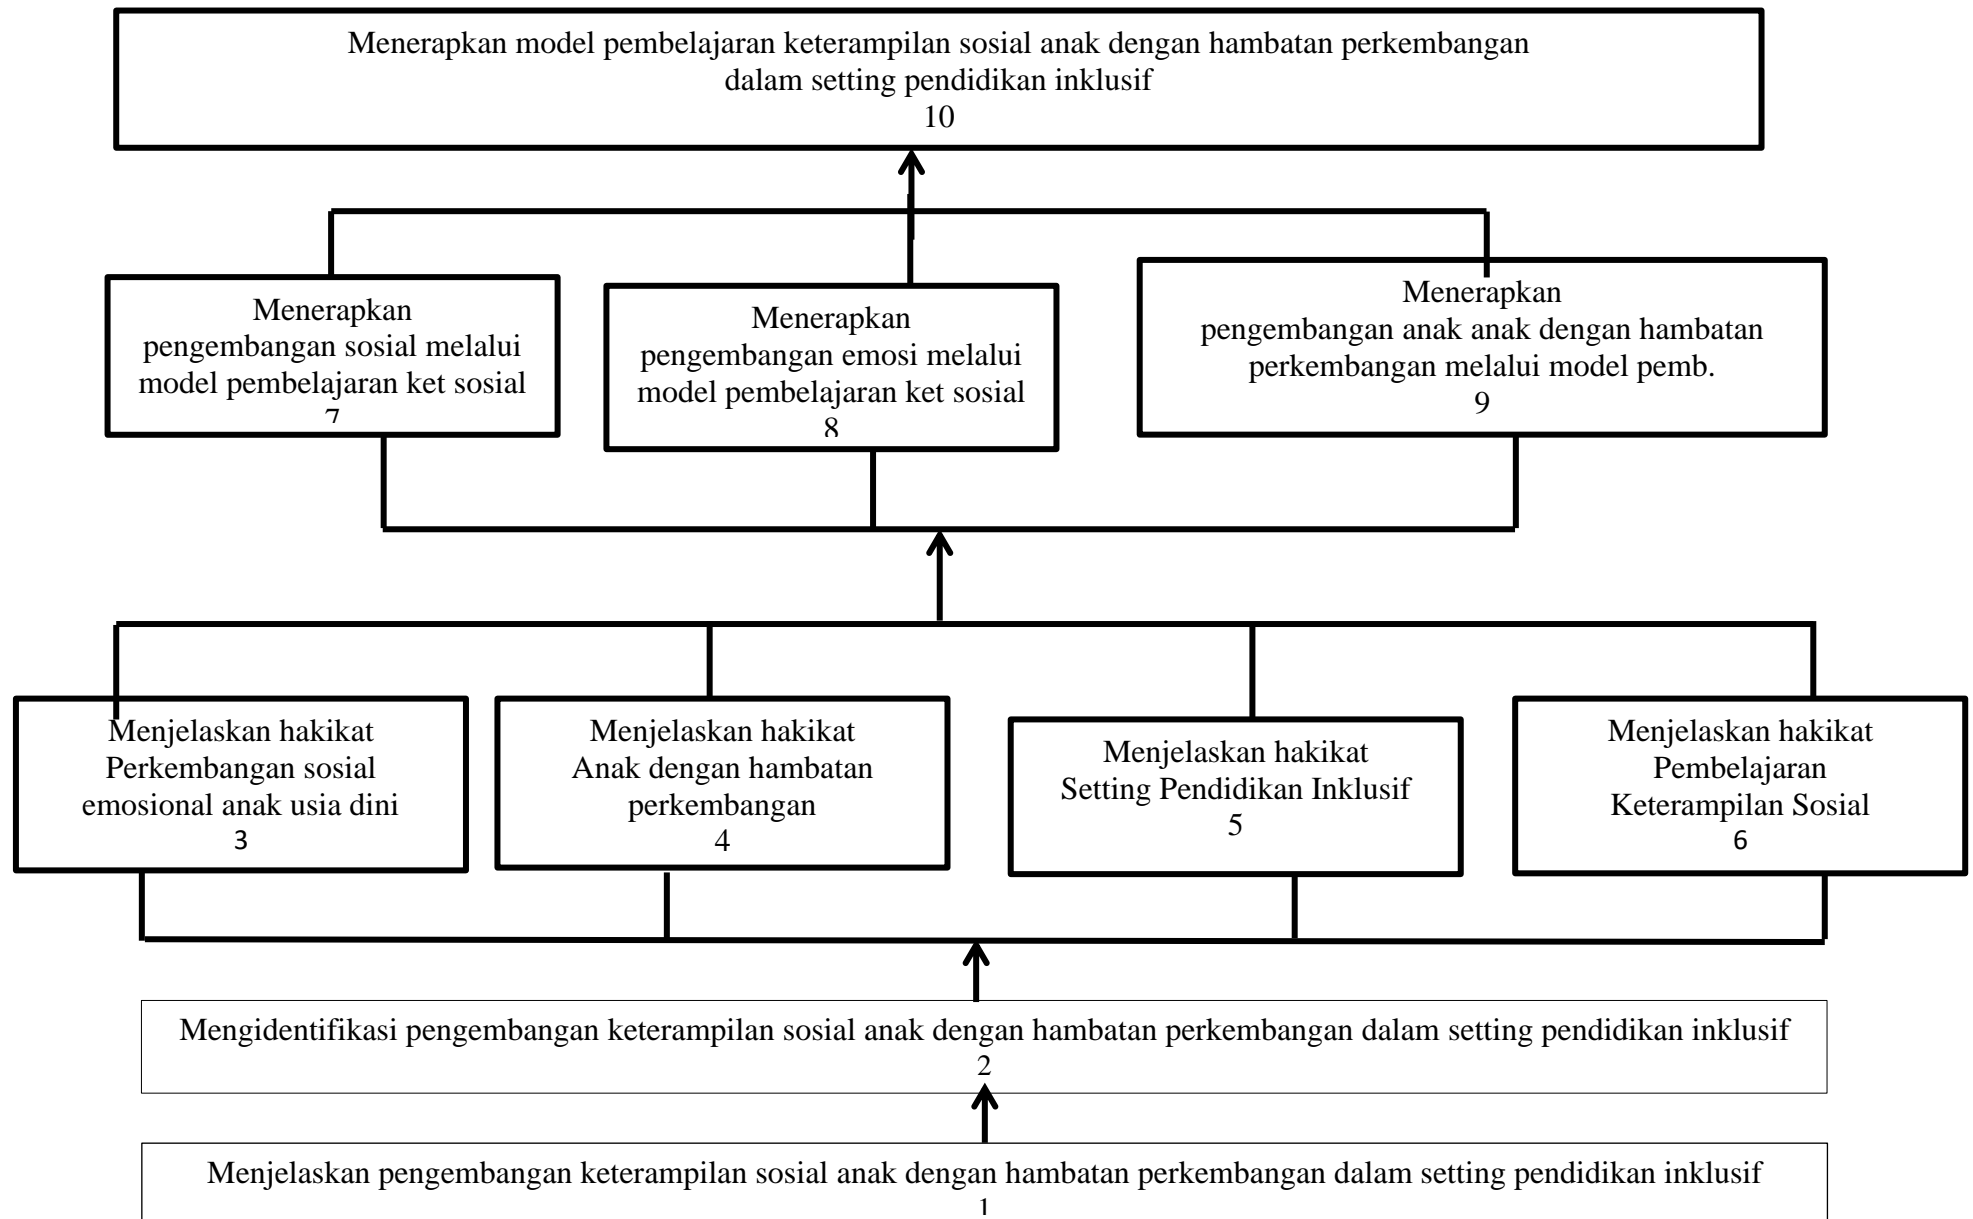 Menerapkan model pembelajaran keterampilan sosial anak dengan hambatan perkembangan
dalam setting pendidikan inklusif
10
Menerapkan
pengembangan sosial melalui
model pembelajaran ket sosial
7
Menerapkan
pengembangan emosi melalui
model pembelajaran ket sosial
8
Menerapkan
pengembangan anak anak dengan hambatan
perkembangan melalui model pemb.
9
Menjelaskan hakikat
Perkembangan sosial
emosional anak usia dini
3
Menjelaskan hakikat
Anak dengan hambatan
perkembangan
4
Menjelaskan hakikat
Setting Pendidikan Inklusif
5
Menjelaskan hakikat
Pembelajaran
Keterampilan Sosial
6
Mengidentifikasi pengembangan keterampilan sosial anak dengan hambatan perkembangan dalam setting pendidikan inklusif
2
Menjelaskan pengembangan keterampilan sosial anak dengan hambatan perkembangan dalam setting pendidikan inklusif
1